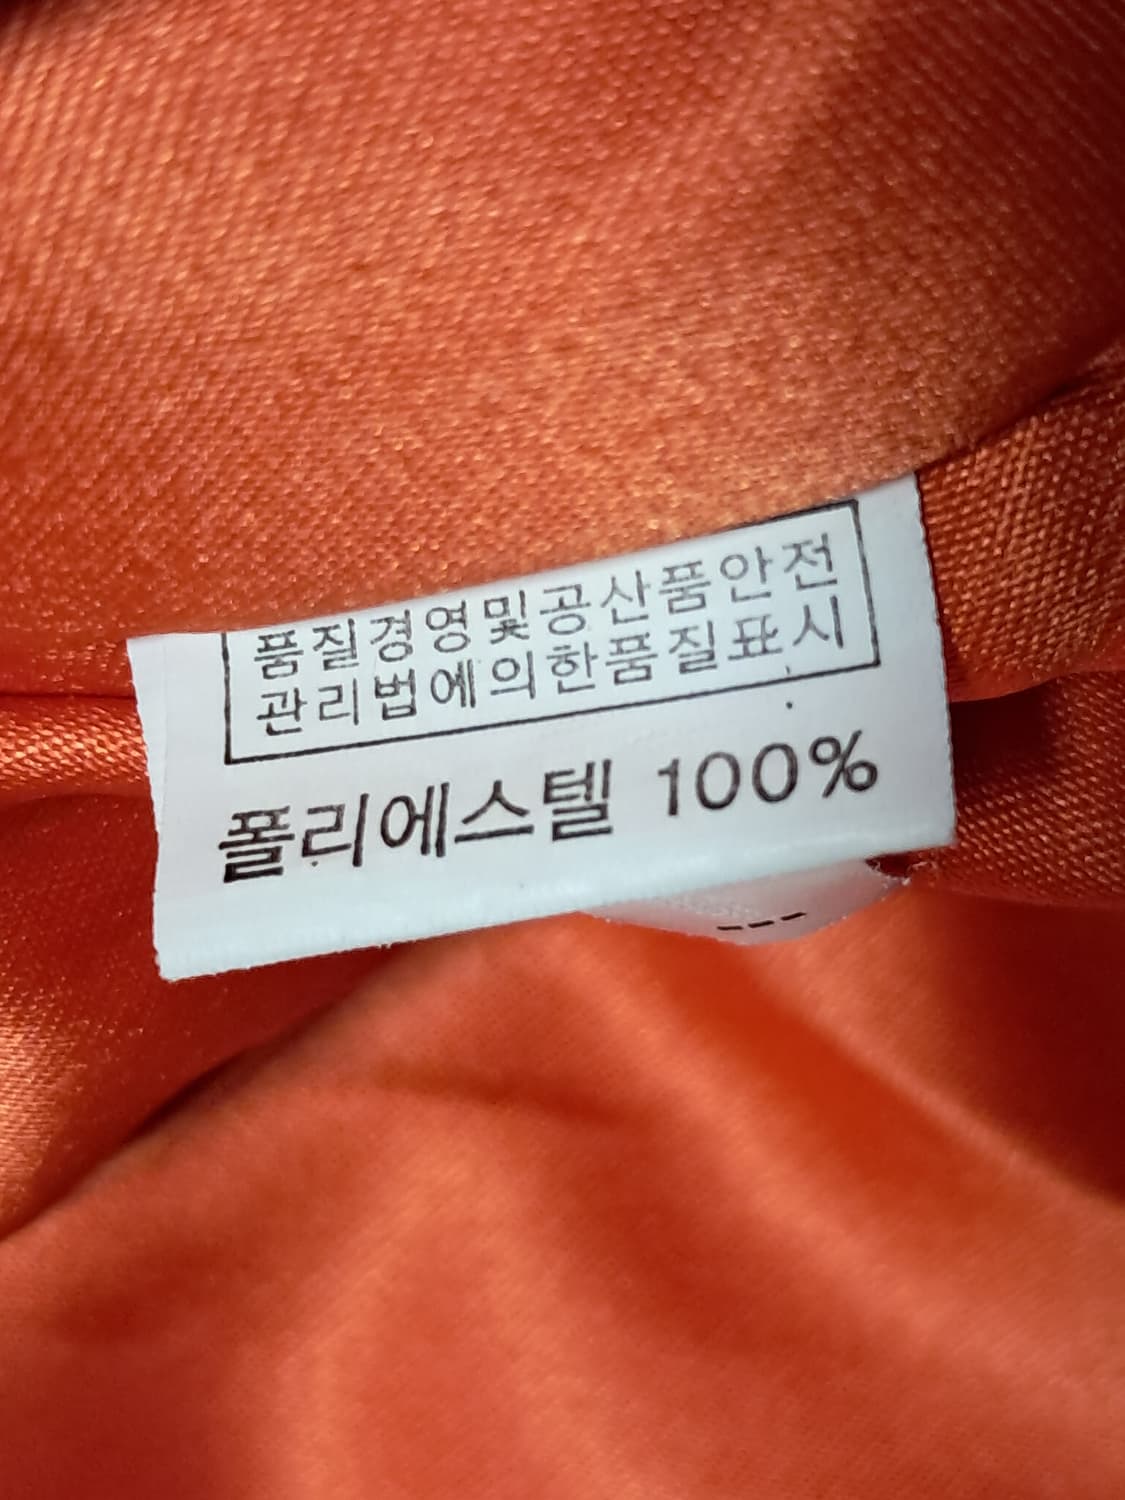 품질경영및공산품안전
관리법에의한품질표시
폴리에스텔 100%
---